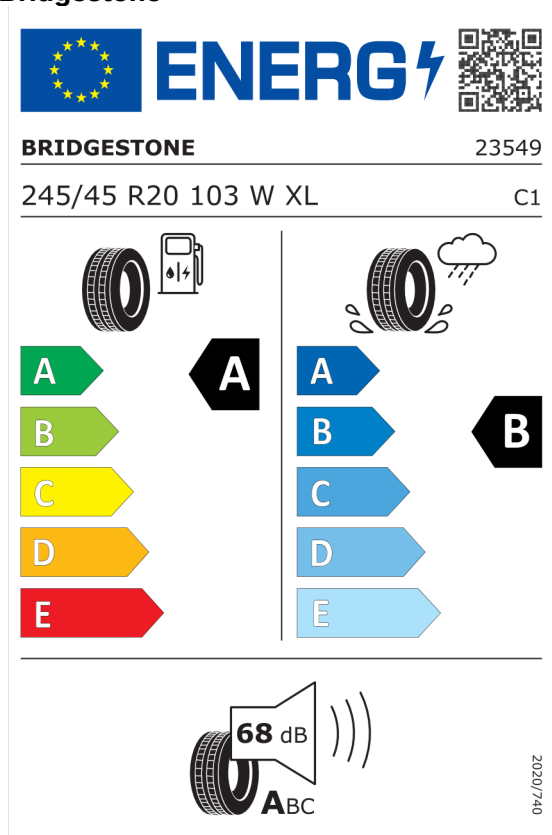 Bridgestone
ENERG
BRIDGESTONE 23549
245/45 R20 103 W XL C1
A A A
B B B
C C
D D
E E
68 dB
ABC
2020/740